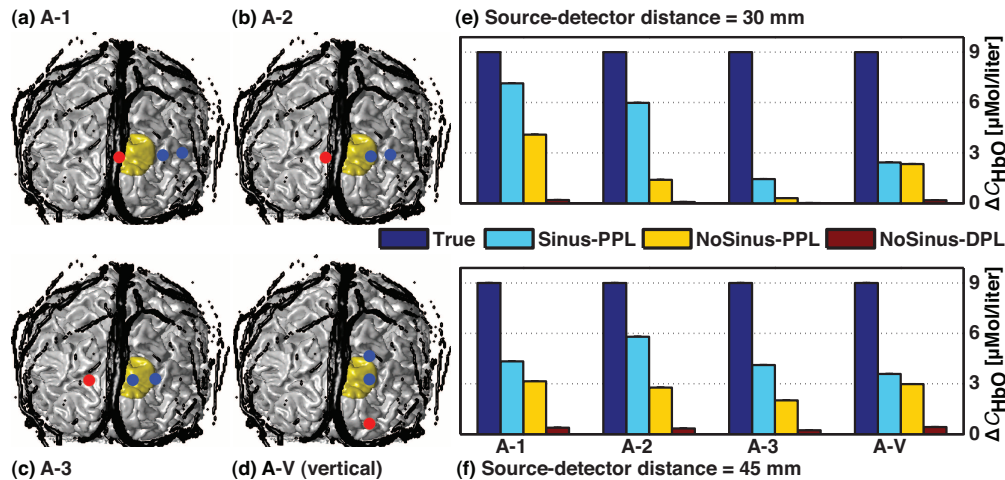 (a) A-1
(b) A-2
(e) Source-detector distance = 30 mm
9
6
3
0
ΔC_HbO [µMol/liter]
True
Sinus-PPL
NoSinus-PPL
NoSinus-DPL
9
6
3
0
ΔC_HbO [µMol/liter]
A-1
A-2
A-3
A-V
(c) A-3
(d) A-V (vertical)
(f) Source-detector distance = 45 mm